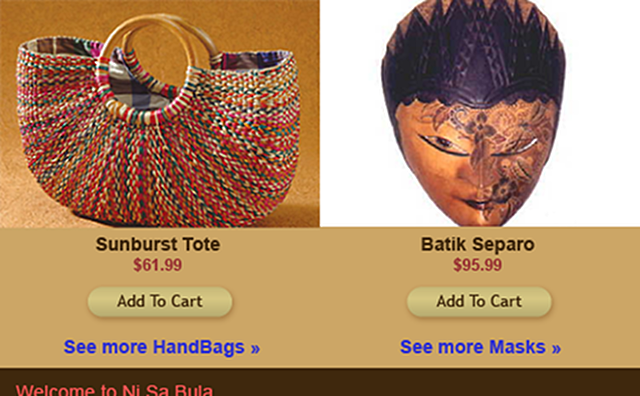 Sunburst Tote
$61.99
Add To Cart
See more HandBags »
Batik Separo
$95.99
Add To Cart
See more Masks »
Welcome to Ni Sa Bula